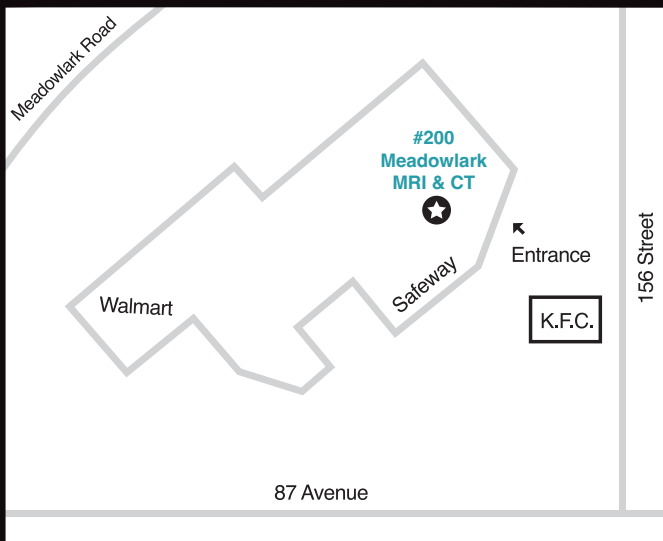 Meadowlark Road
#200
Meadowlark
MRI & CT
Entrance
156 Street
Safeway
Walmart
K.F.C.
87 Avenue